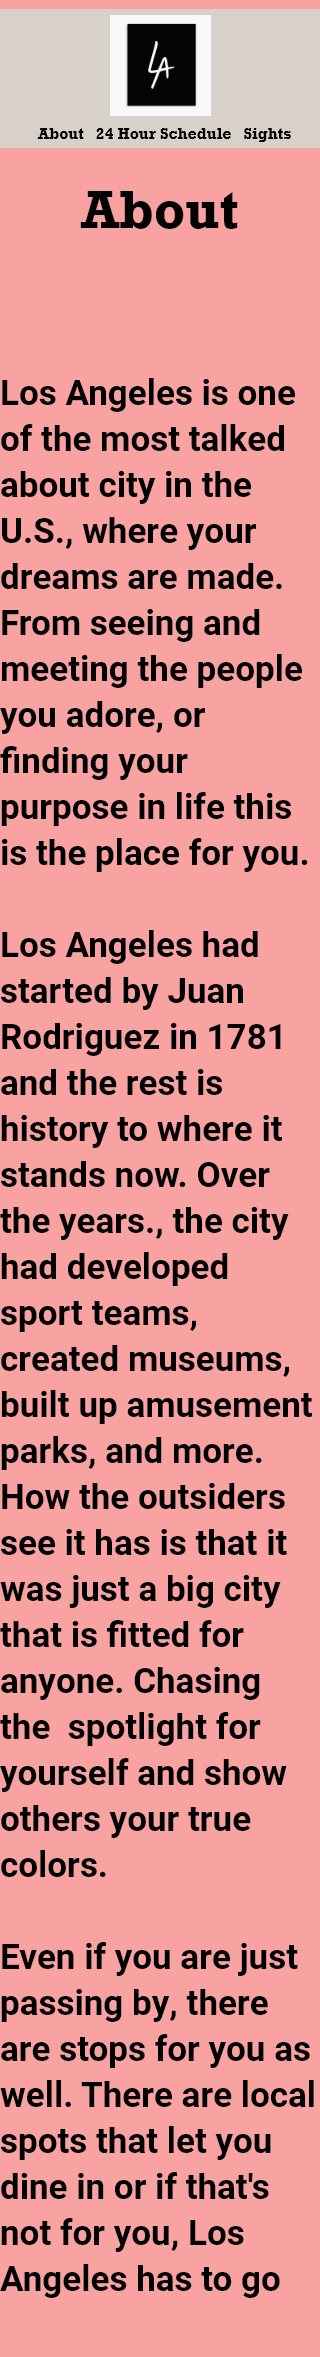 LA
About 24 Hour Schedule Sights
About
Los Angeles is one
of the most talked
about city in the
U.S., where your
dreams are made.
From seeing and
meeting the people
you adore, or
finding your
purpose in life this
is the place for you.
Los Angeles had
started by Juan
Rodriguez in 1781
and the rest is
history to where it
stands now. Over
the years., the city
had developed
sport teams,
created museums,
built up amusement
parks, and more.
How the outsiders
see it has is that it
was just a big city
that is fitted for
anyone. Chasing
the  spotlight for
yourself and show
others your true
colors.
Even if you are just
passing by, there
are stops for you as
well. There are local
spots that let you
dine in or if that's
not for you, Los
Angeles has to go